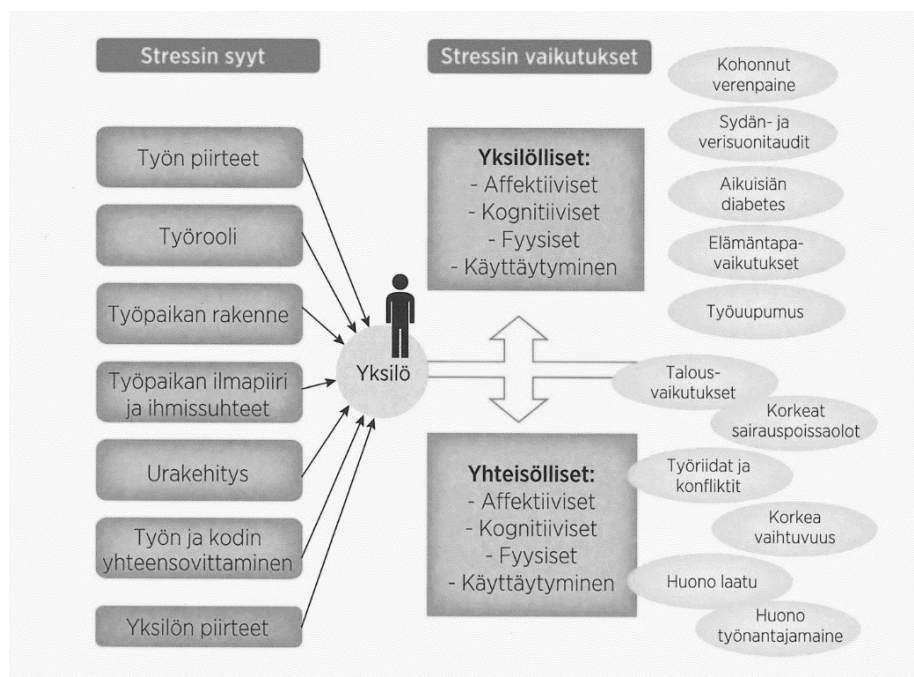 Stressin syyt
Työn piirteet
Työrooli
Työpaikan rakenne
Työpaikan ilmapiiri
ja ihmissuhteet
Urakehitys
Työn ja kodin
yhteensovittaminen
Yksilön piirteet
Yksilö
Stressin vaikutukset
Yksilölliset:
- Affektiiviset
- Kognitiiviset
- Fyysiset
- Käyttäytyminen
Yhteisölliset:
- Affektiiviset
- Kognitiiviset
- Fyysiset
- Käyttäytyminen
Kohonnut
verenpaine
Sydän- ja
verisuonitaudit
Aikuisiän
diabetes
Elämäntapa-
vaikutukset
Työuupumus
Talous-
vaikutukset
Korkeat
sairauspoissaolot
Työriidat ja
konfliktit
Korkea
vaihtuvuus
Huono laatu
Huono
työnantajamaine